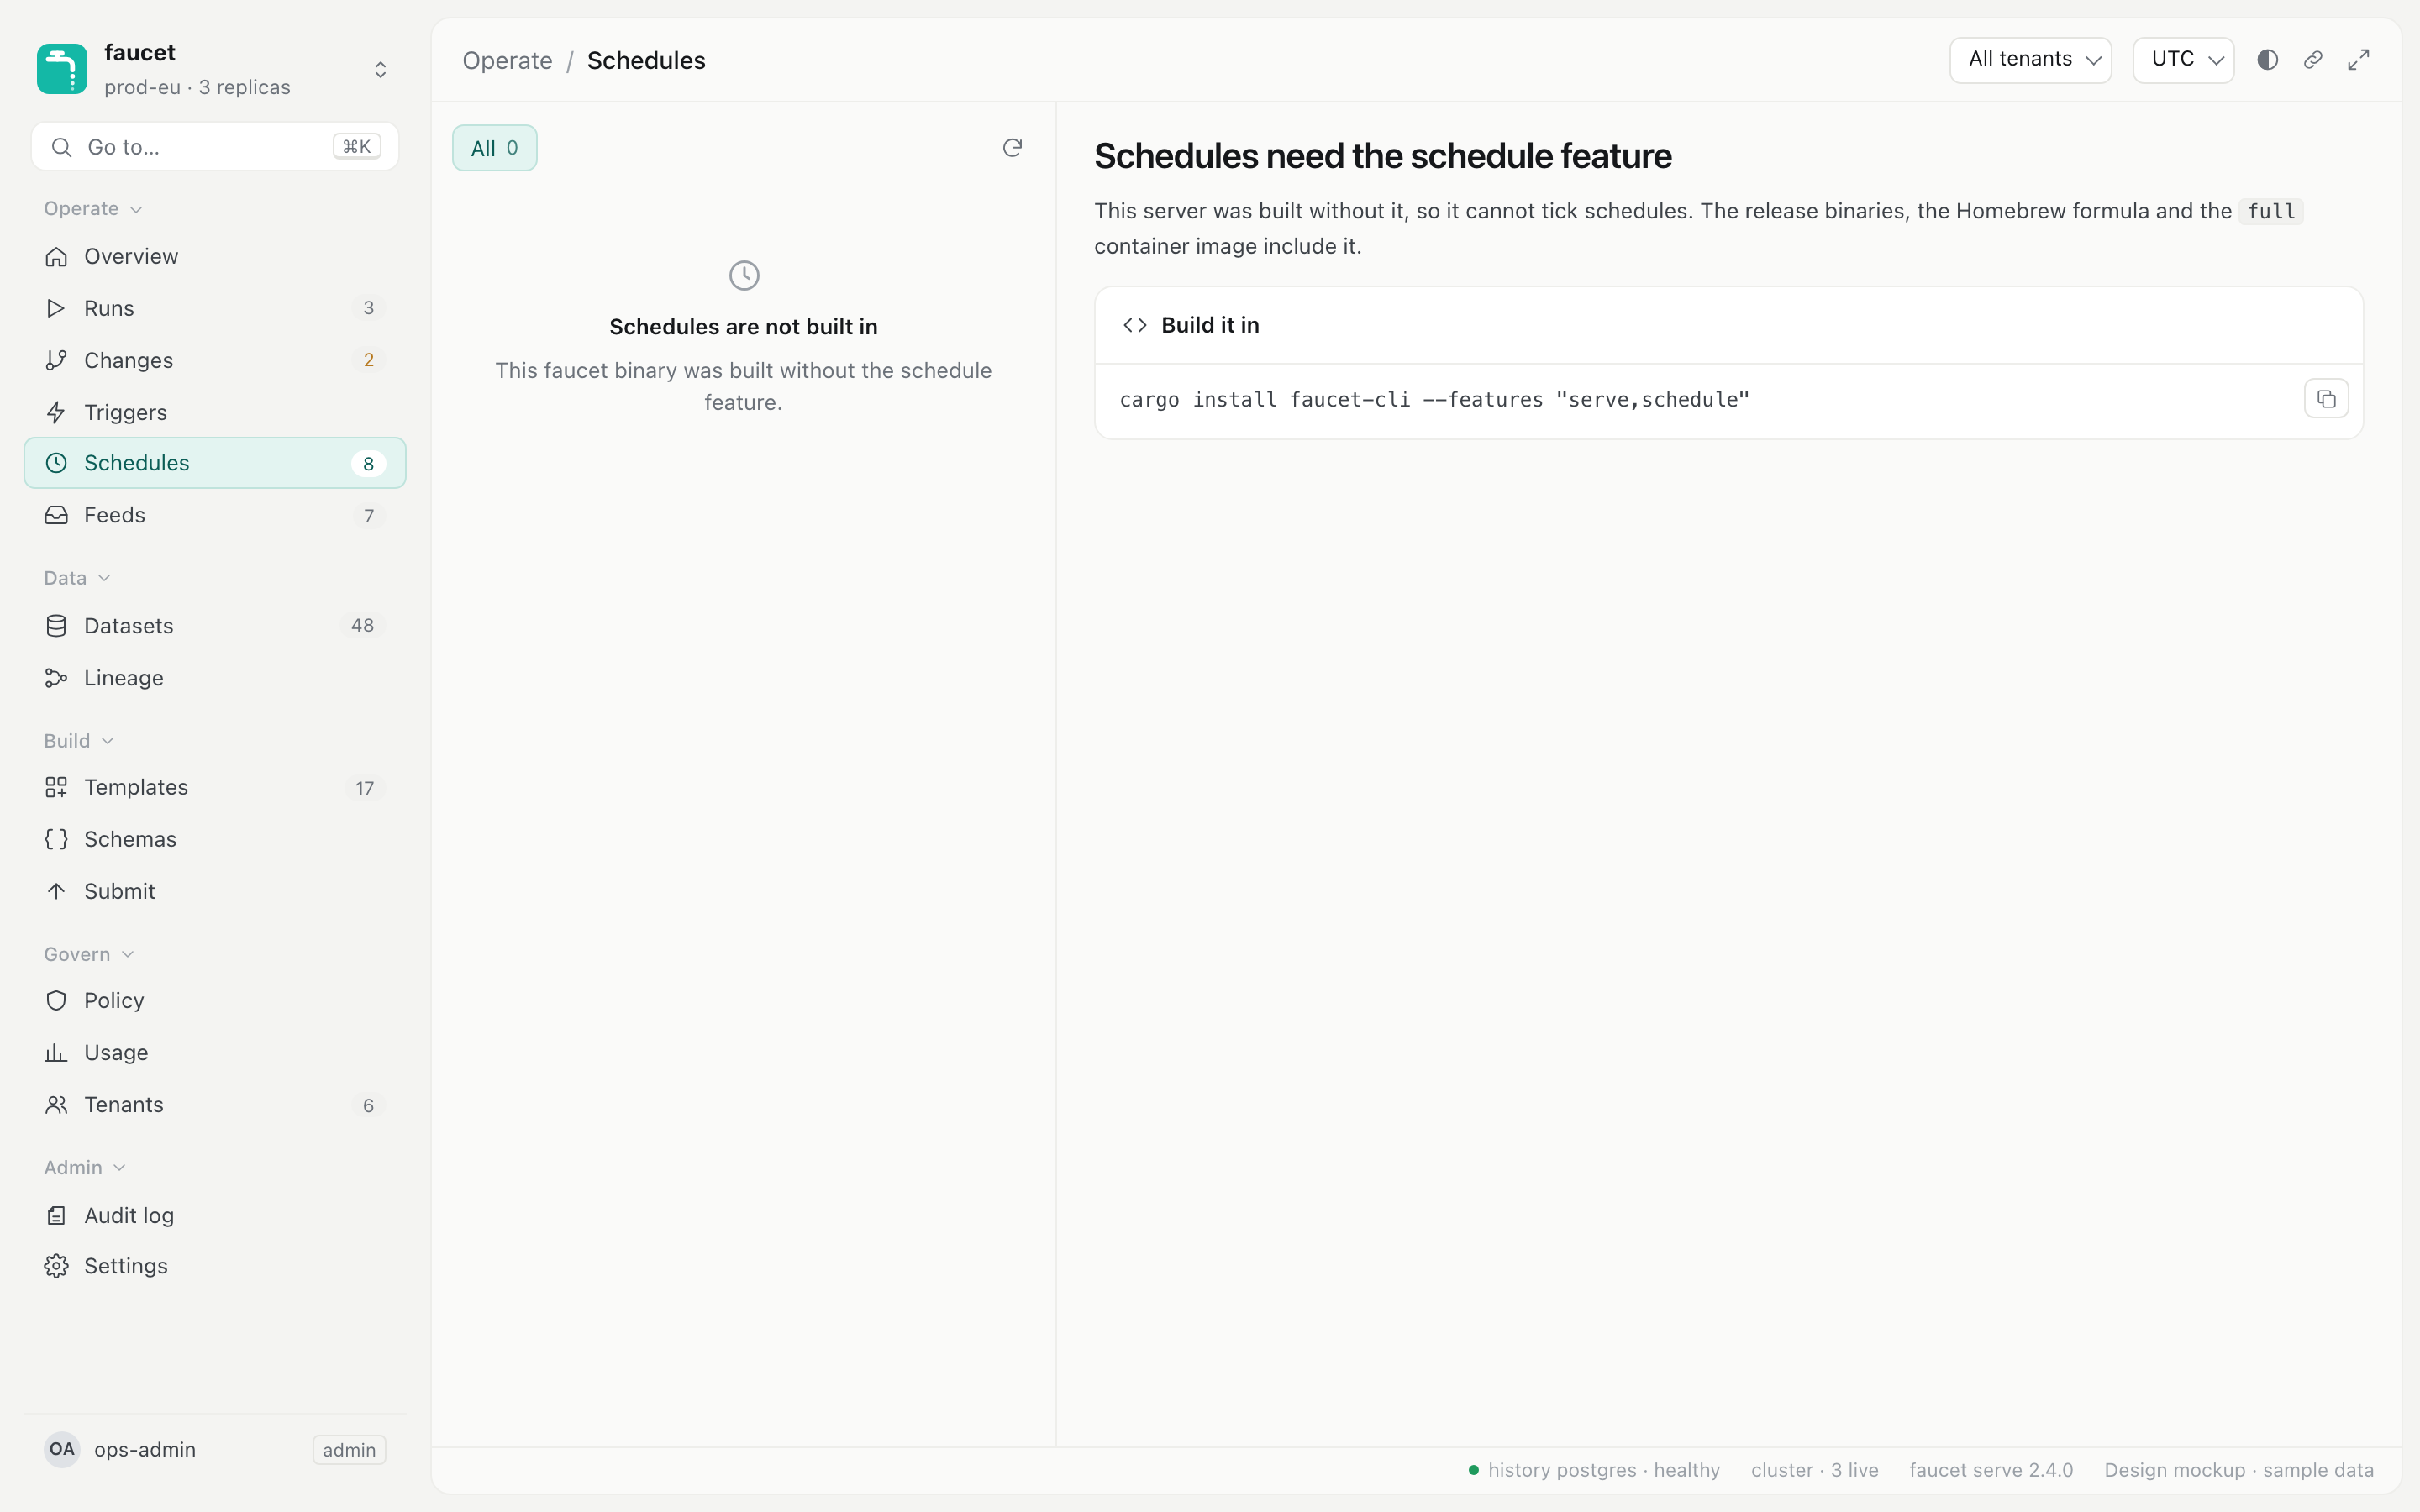 faucet
prod-eu · 3 replicas
Go to...
⌘K
Operate
Overview
Runs 3
Changes 2
Triggers
Schedules 8
Feeds 7
Data
Datasets 48
Lineage
Build
Templates 17
Schemas
Submit
Govern
Policy
Usage
Tenants 6
Admin
Audit log
Settings
OA ops-admin admin
Operate / Schedules
All tenants
UTC
All 0
Schedules are not built in
This faucet binary was built without the schedule
feature.
Schedules need the schedule feature
This server was built without it, so it cannot tick schedules. The release binaries, the Homebrew formula and the full
container image include it.
Build it in
cargo install faucet-cli --features "serve,schedule"
history postgres · healthy
cluster · 3 live
faucet serve 2.4.0
Design mockup · sample data